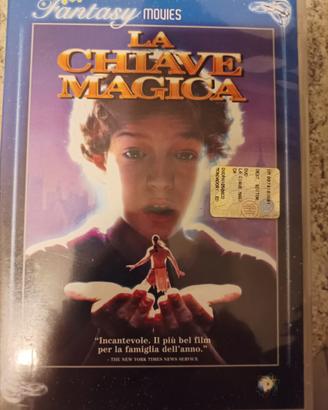 Fantasy MOVIES
LA
CHIAVE
MAGICA
"Incantevole. Il più bel film
per la famiglia dell'anno."
- THE NEW YORK TIMES NEWS SERVICE